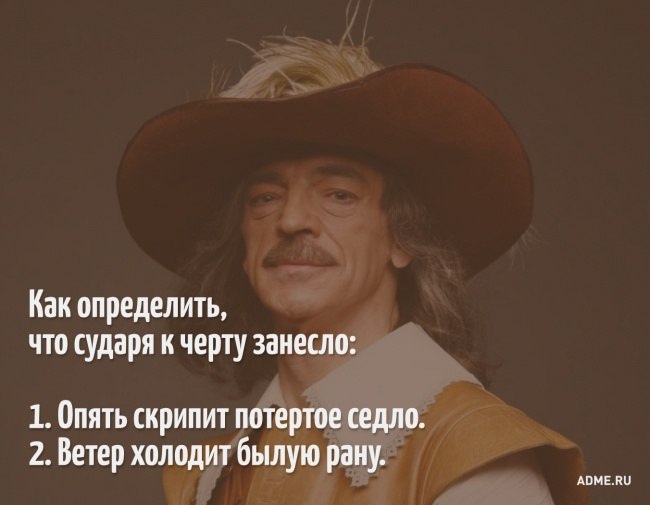 Как определить,
что сударя к черту занесло:
1. Опять скрипит потертое седло.
2. Ветер холодит былую рану.
ADME.RU